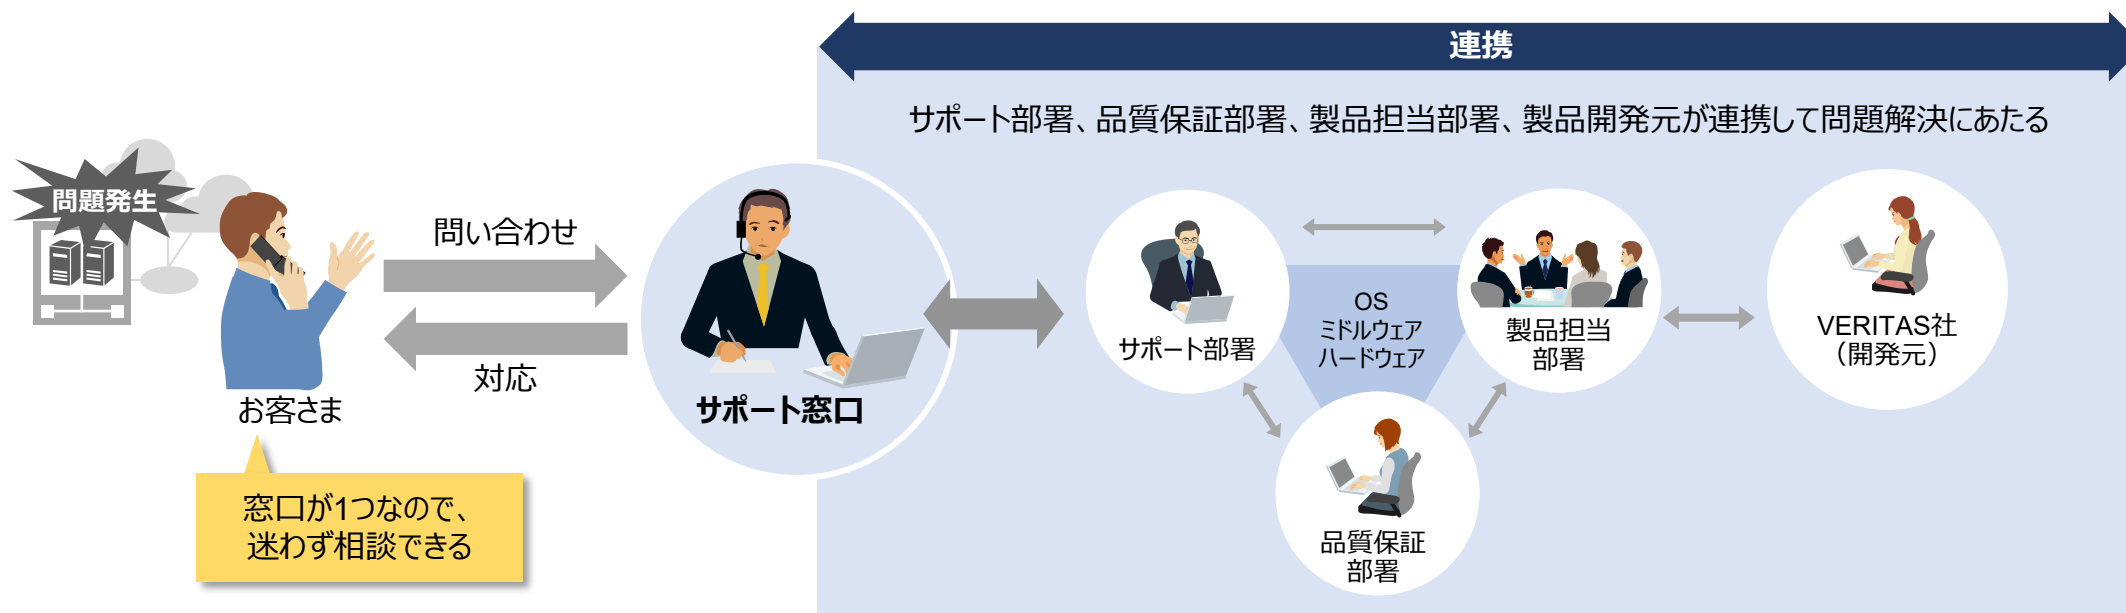 連携
サポート部署、品質保証部署、製品担当部署、製品開発元が連携して問題解決にあたる
問題発生
問い合わせ
対応
お客さま
窓口が1つなので、
迷わず相談できる
サポート窓口
サポート部署
OS
ミドルウェア
ハードウェア
製品担当
部署
品質保証
部署
VERITAS社
（開発元）